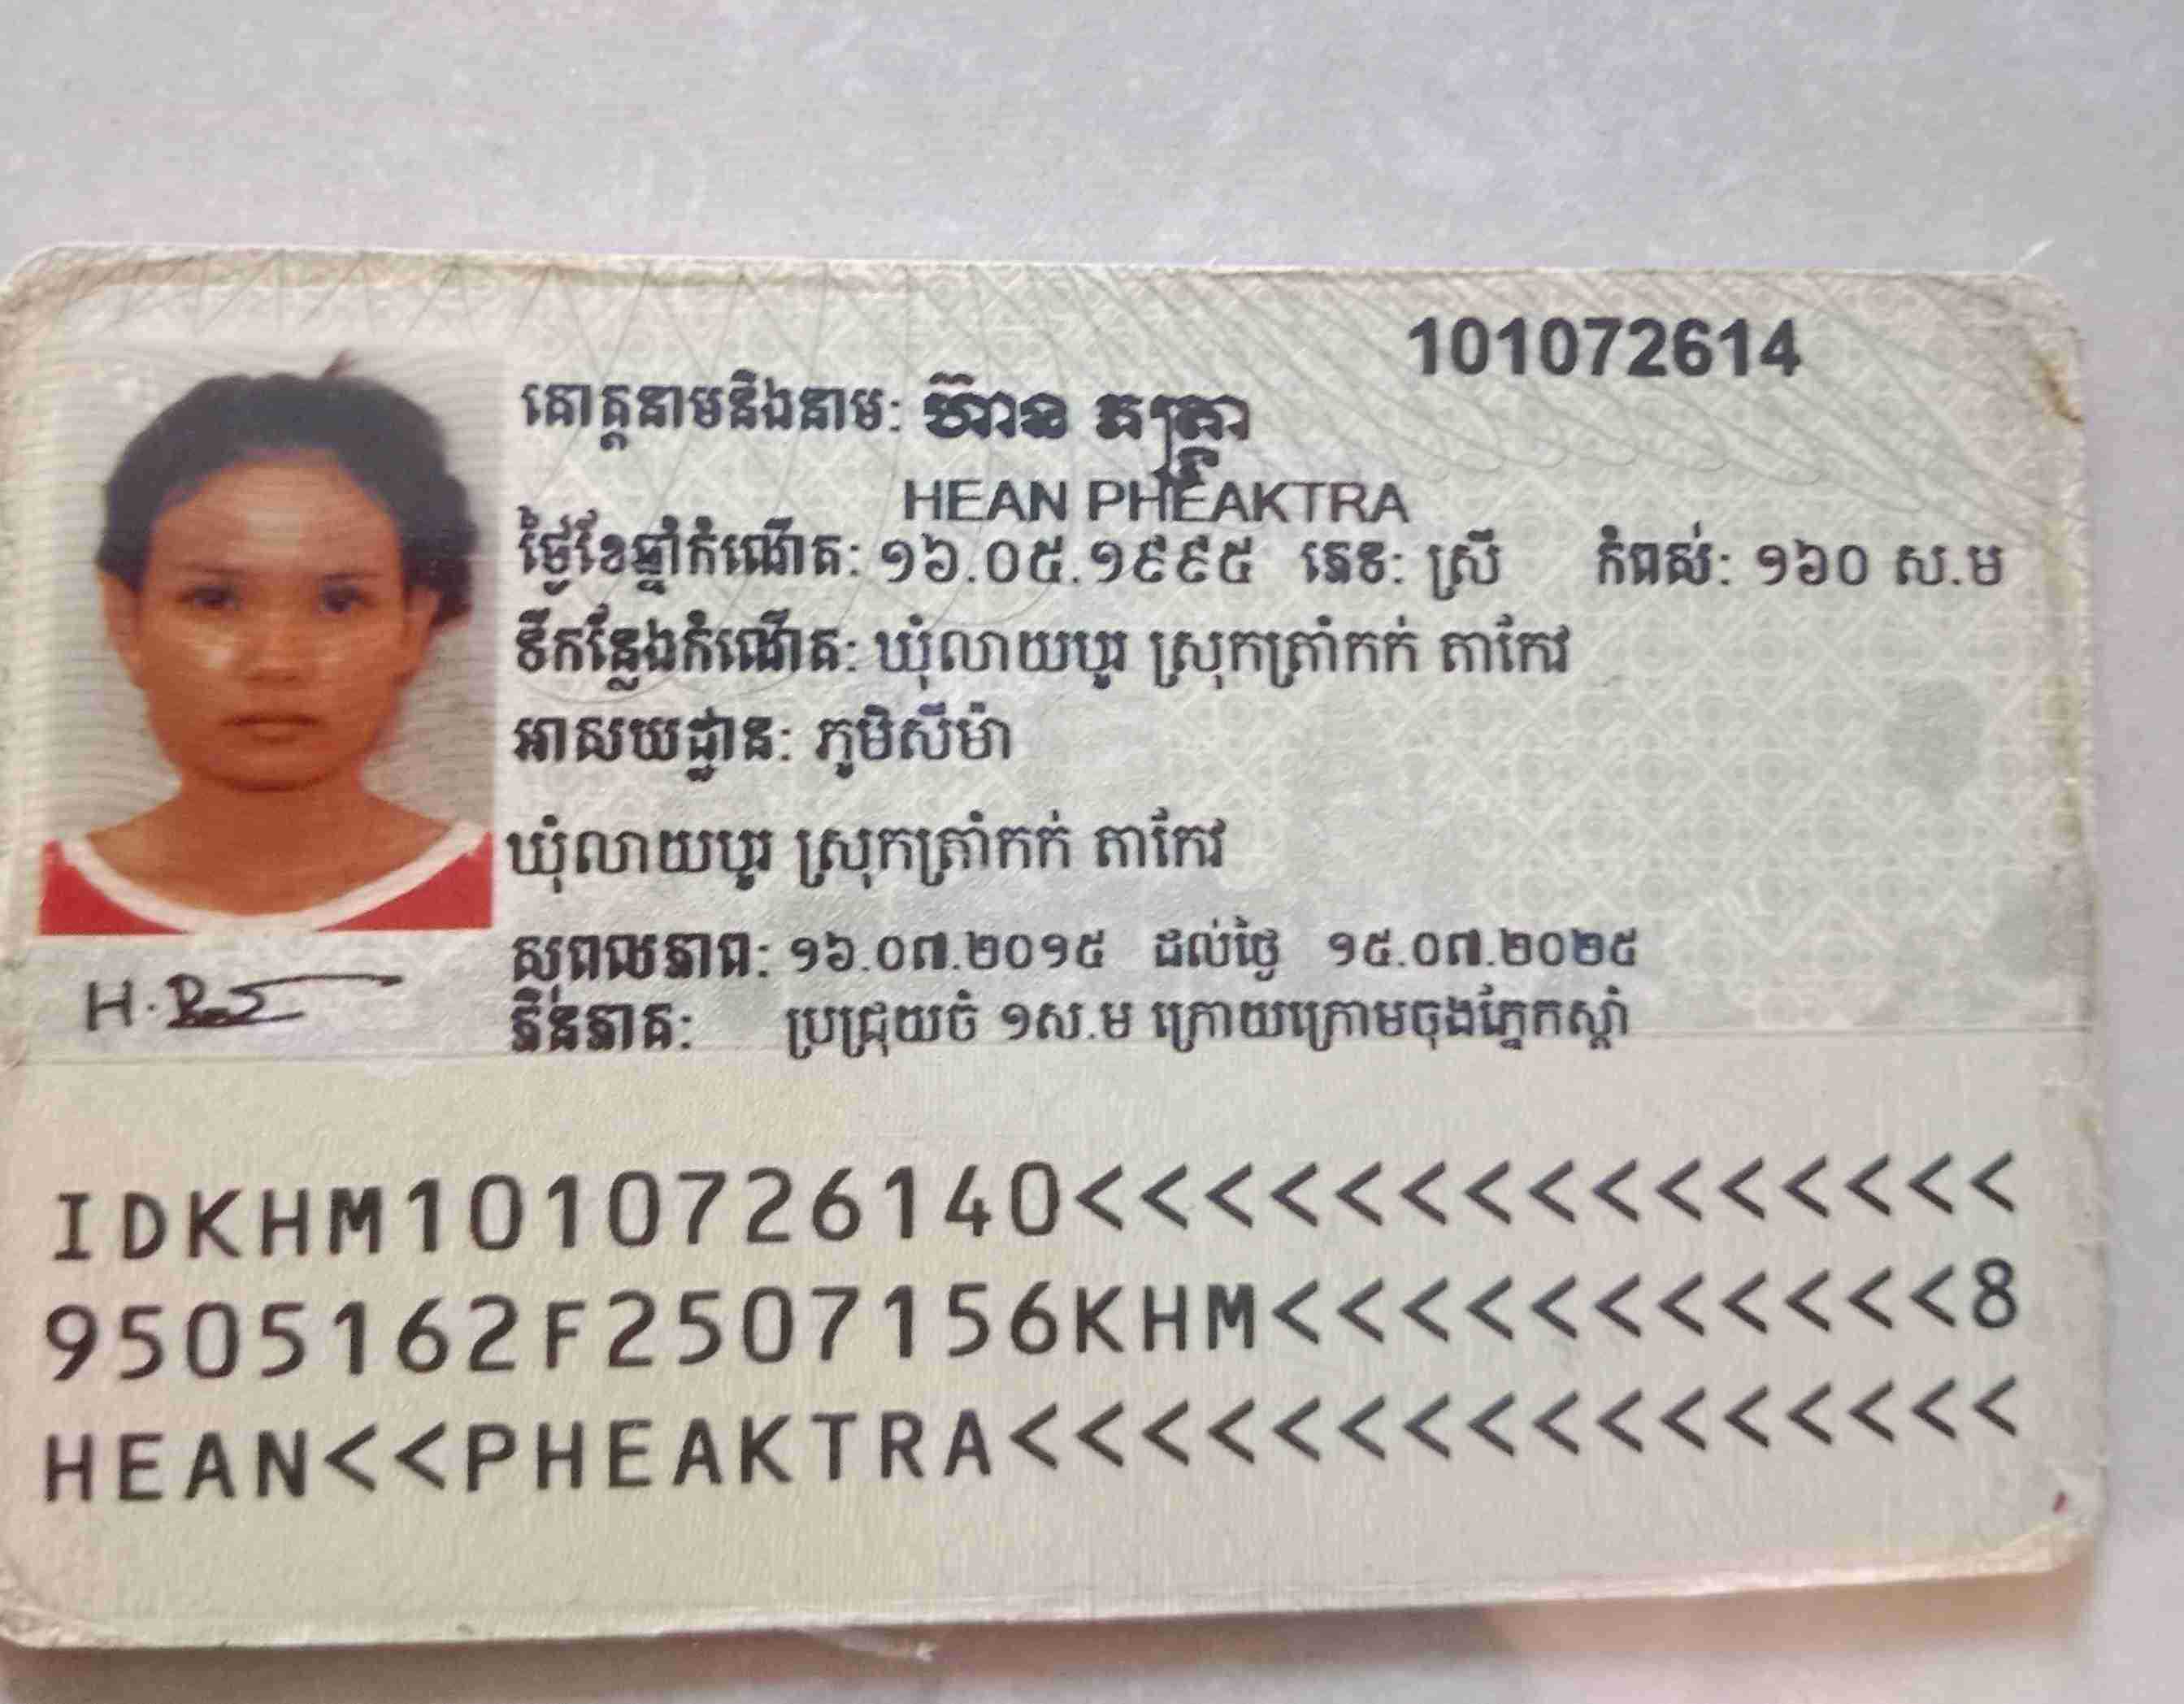 101072614
គោត្តនាមនិងនាម: ហ៊ាន ភត្ត្រា
HEAN PHEAKTRA
ថ្ងៃខែឆ្នាំកំណើត: ១៦.០៥.១៩៩៥ ភេទ: ស្រី កំពស់: ១៦០ ស.ម
ទីកន្លែងកំណើត: ឃុំលាយបូរ ស្រុកត្រាំកក់ តាកែវ
អាសយដ្ឋាន: ភូមិសីម៉ា
ឃុំលាយបូរ ស្រុកត្រាំកក់ តាកែវ
សុពលភាព: ១៦.០៧.២០១៥ ដល់ថ្ងៃ ១៥.០៧.២០២៥
ភិនភាគ: ប្រជ្រុយចំ ១ស.ម ក្រោយក្រោមចុងភ្នែកស្តាំ
IDKHM1010726140<<<<<<<<<<<<<<<
9505162F2507156KHM<<<<<<<<<<<8
HEAN<<PHEAKTRA<<<<<<<<<<<<<<<<